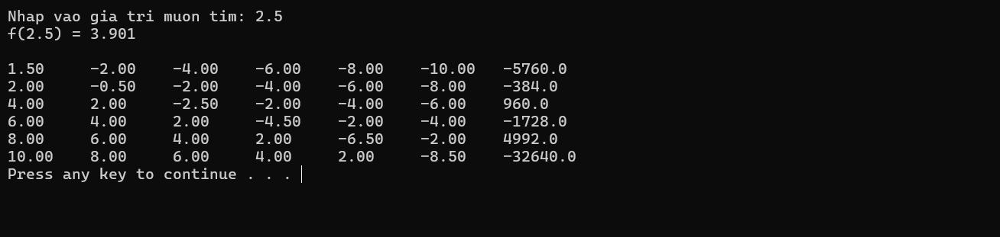 Nhap vao gia tri muon tim: 2.5
f(2.5) = 3.901
1.50 -2.00 -4.00 -6.00 -8.00 -10.00 -5760.0
2.00 -0.50 -2.00 -4.00 -6.00 -8.00 -384.0
4.00 2.00 -2.50 -2.00 -4.00 -6.00 960.0
6.00 4.00 2.00 -4.50 -2.00 -4.00 -1728.0
8.00 6.00 4.00 2.00 -6.50 -2.00 4992.0
10.00 8.00 6.00 4.00 2.00 -8.50 -32640.0
Press any key to continue . . .